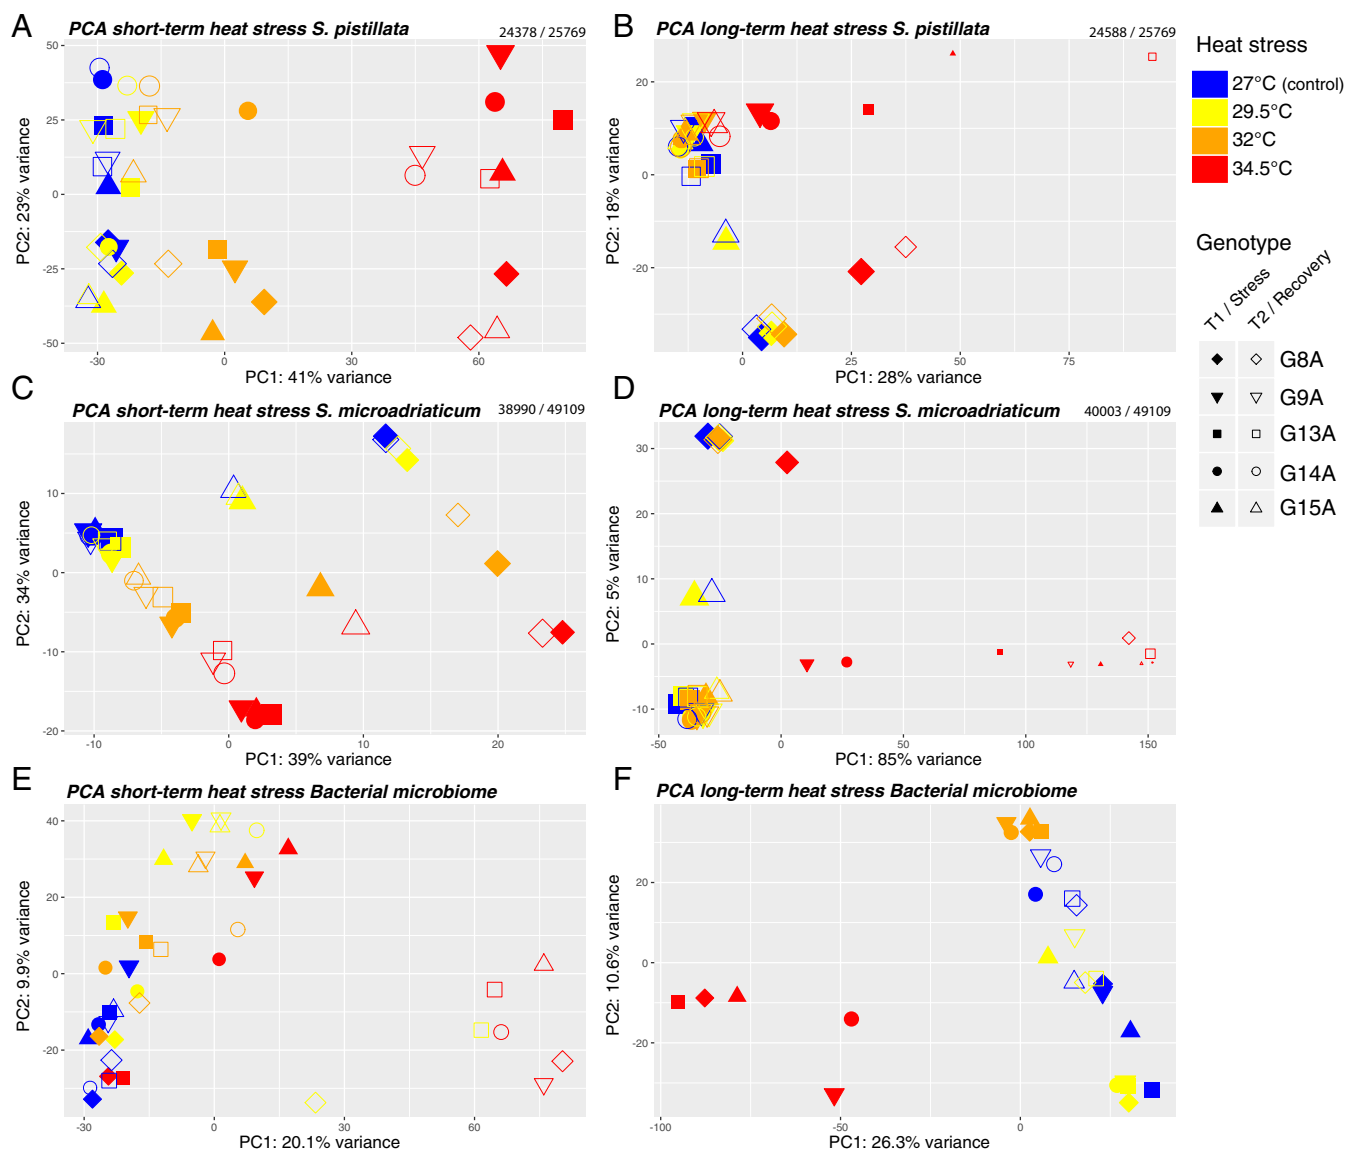 A
PCA short-term heat stress S. pistillata
24378 / 25769
50
25
0
-25
-50
PC2: 23% variance
-30
0
30
60
PC1: 41% variance
B
PCA long-term heat stress S. pistillata
24588 / 25769
20
0
-20
PC2: 18% variance
0
25
50
75
PC1: 28% variance
Heat stress
27°C (control)
29.5°C
32°C
34.5°C
Genotype
T1 / Stress
T2 / Recovery
G8A
G9A
G13A
G14A
G15A
C
PCA short-term heat stress S. microadriaticum
38990 / 49109
10
0
-10
-20
PC2: 34% variance
-10
0
10
20
PC1: 39% variance
D
PCA long-term heat stress S. microadriaticum
40003 / 49109
30
20
10
0
-10
PC2: 5% variance
-50
0
50
100
150
PC1: 85% variance
E
PCA short-term heat stress Bacterial microbiome
40
20
0
-20
PC2: 9.9% variance
-30
0
30
60
PC1: 20.1% variance
F
PCA long-term heat stress Bacterial microbiome
20
0
-20
PC2: 10.6% variance
-100
-50
0
PC1: 26.3% variance